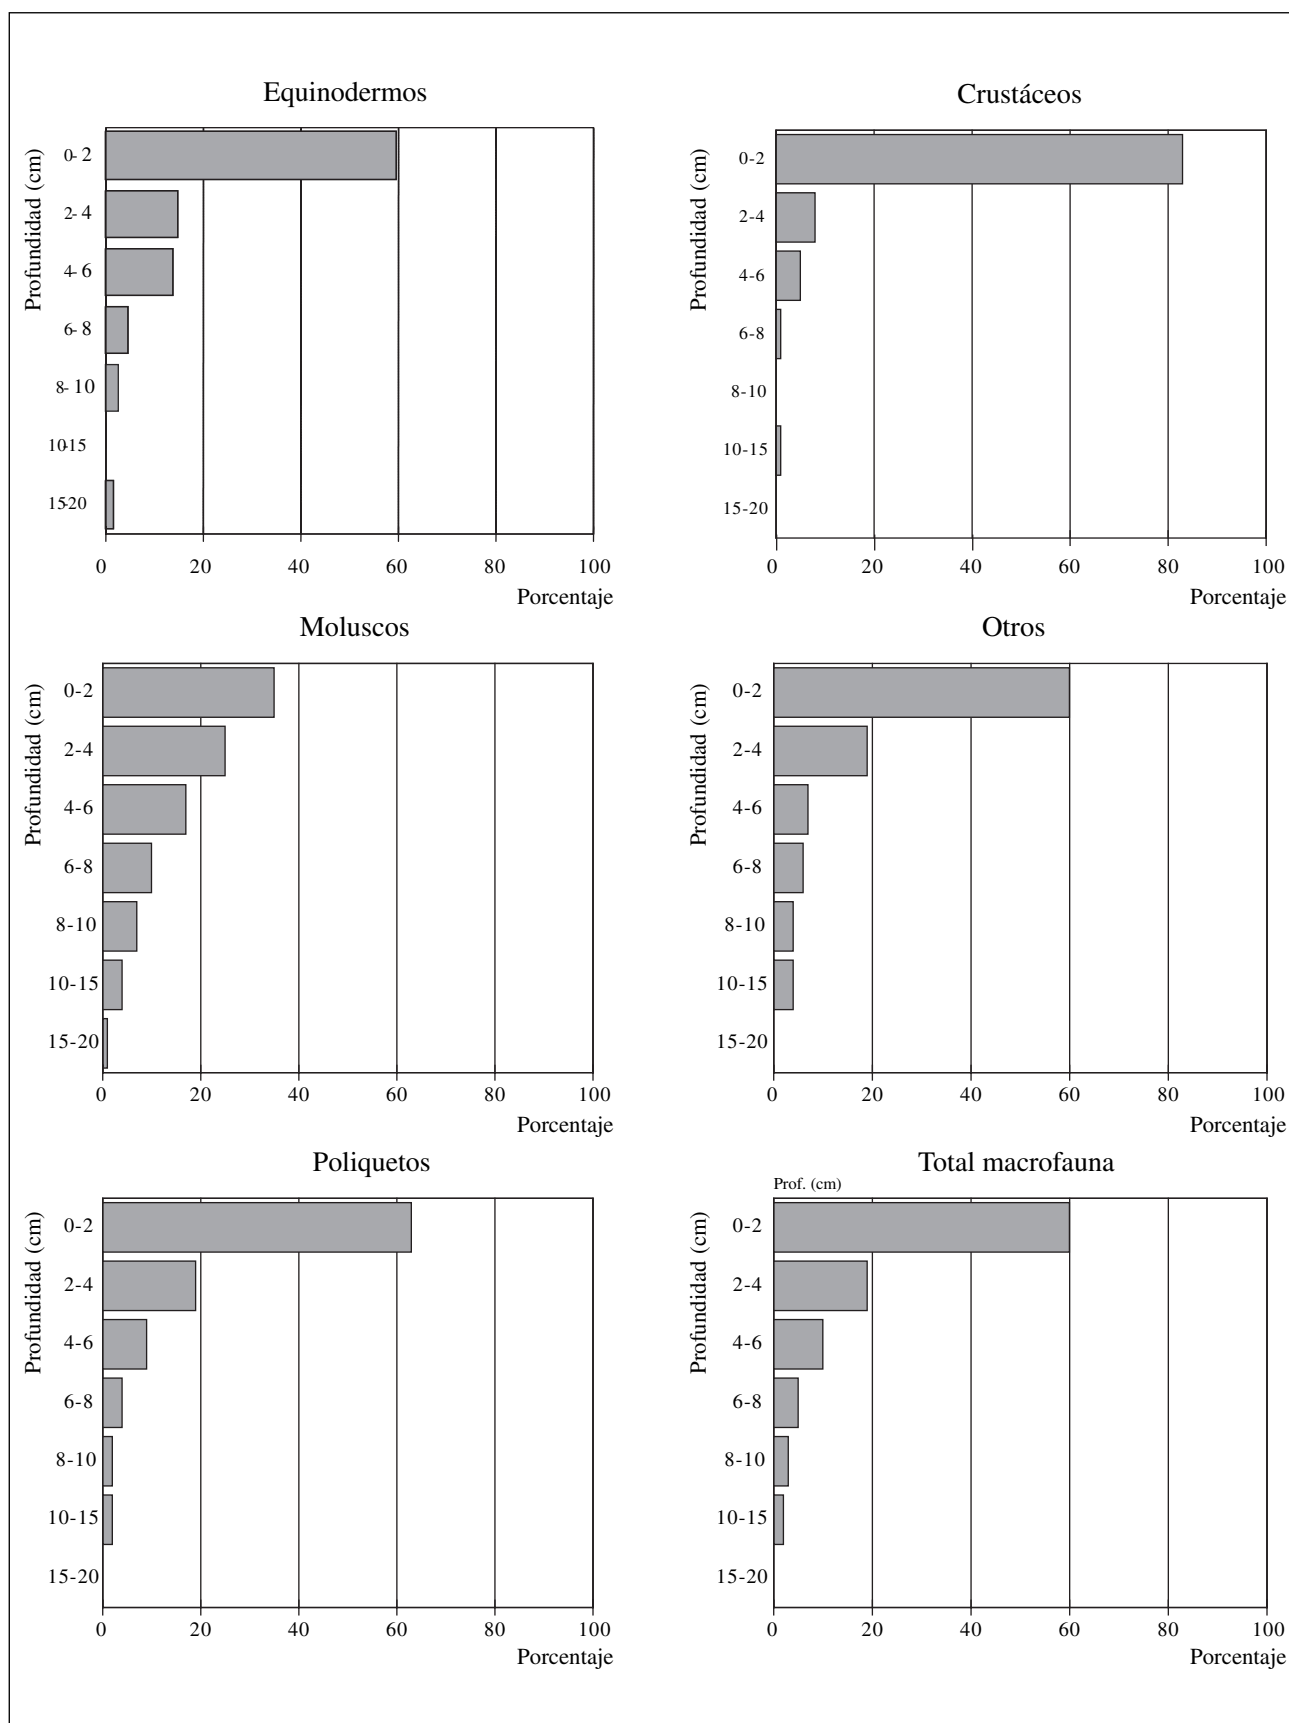 Equinodermos
Profundidad (cm)
0- 2
2- 4
4- 6
6- 8
8- 10
10-15
15-20
0 20 40 60 80 100
Porcentaje
Crustáceos
Profundidad (cm)
0-2
2-4
4-6
6-8
8-10
10-15
15-20
0 20 40 60 80 100
Porcentaje
Moluscos
Profundidad (cm)
0-2
2-4
4-6
6-8
8-10
10-15
15-20
0 20 40 60 80 100
Porcentaje
Otros
Profundidad (cm)
0-2
2-4
4-6
6-8
8-10
10-15
15-20
0 20 40 60 80 100
Porcentaje
Poliquetos
Profundidad (cm)
0-2
2-4
4-6
6-8
8-10
10-15
15-20
0 20 40 60 80 100
Porcentaje
Total macrofauna
Prof. (cm)
Profundidad (cm)
0-2
2-4
4-6
6-8
8-10
10-15
15-20
0 20 40 60 80 100
Porcentaje